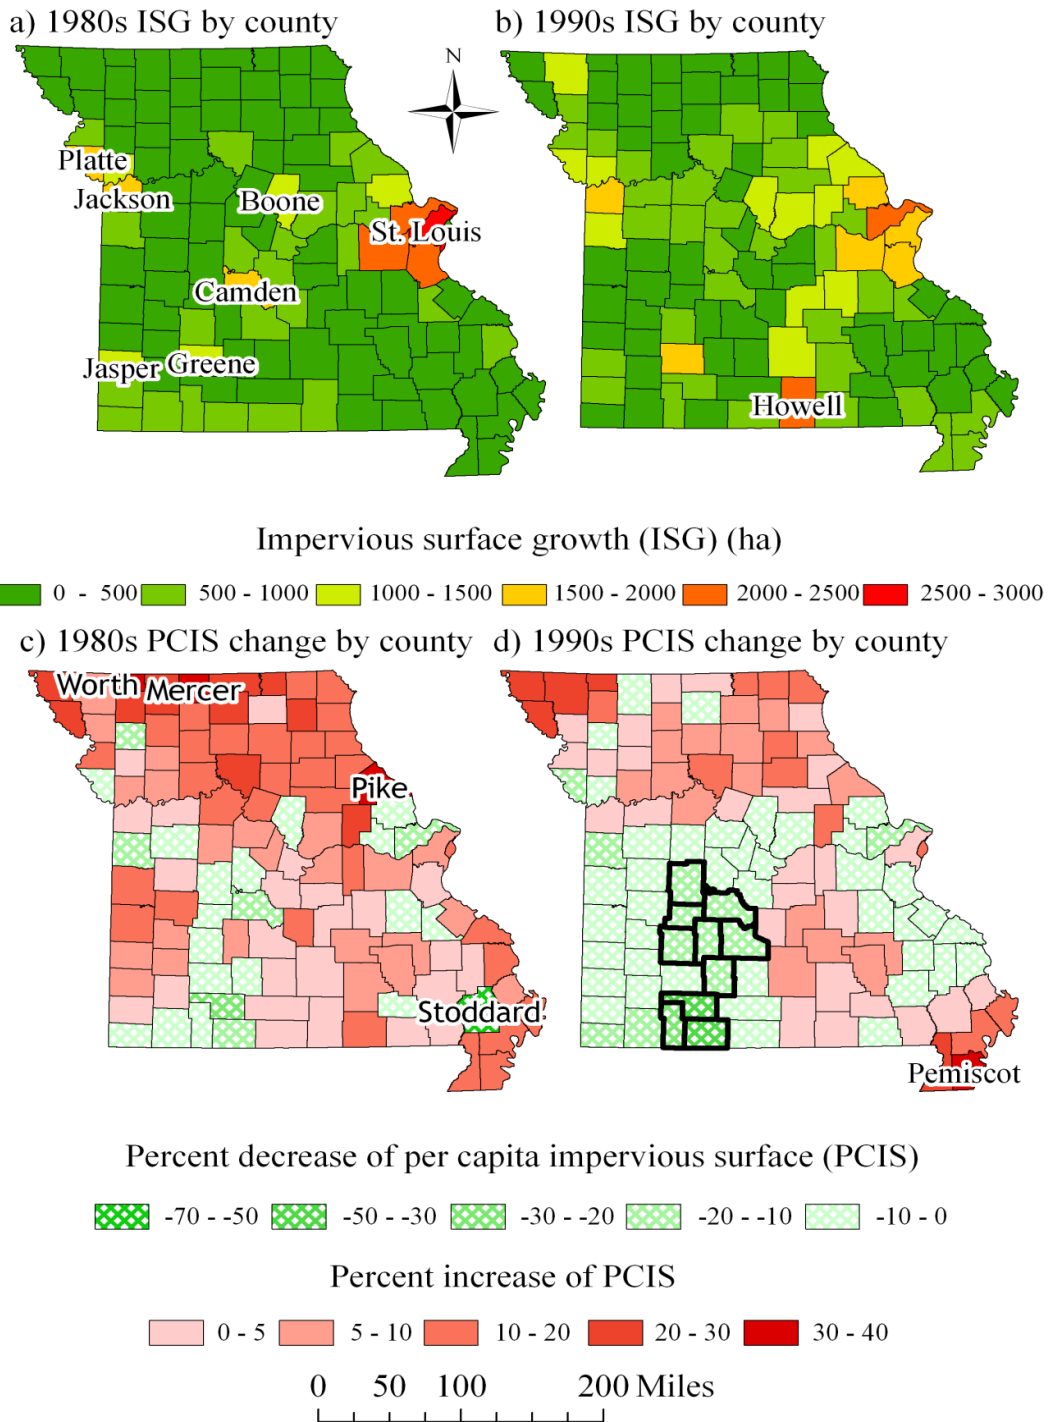 a) 1980s ISG by county
b) 1990s ISG by county
N
Platte
Jackson
Boone
St. Louis
Camden
Jasper
Greene
Howell
Impervious surface growth (ISG) (ha)
0 - 500
500 - 1000
1000 - 1500
1500 - 2000
2000 - 2500
2500 - 3000
c) 1980s PCIS change by county
d) 1990s PCIS change by county
Worth
Mercer
Pike
Stoddard
Pemiscot
Percent decrease of per capita impervious surface (PCIS)
-70 - -50
-50 - -30
-30 - -20
-20 - -10
-10 - 0
Percent increase of PCIS
0 - 5
5 - 10
10 - 20
20 - 30
30 - 40
0 50 100 200 Miles